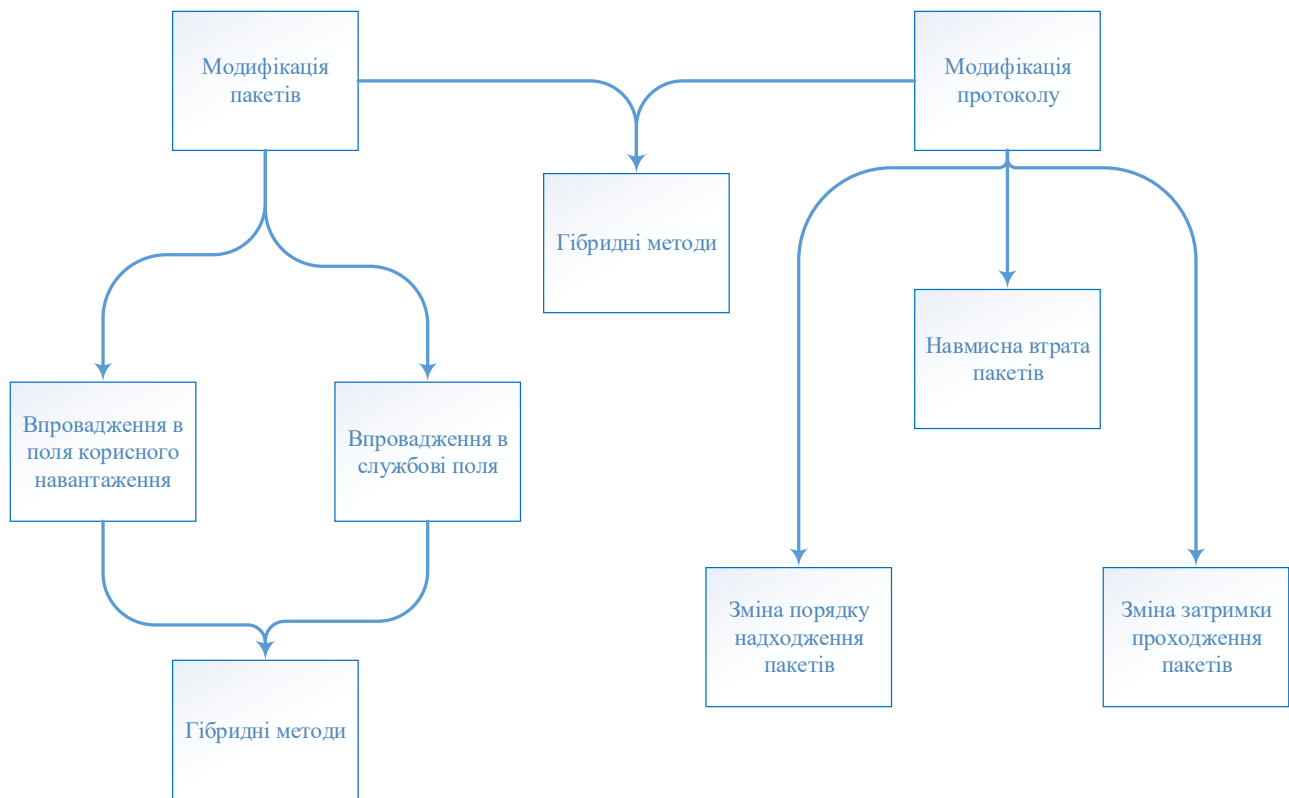 Модифікація
пакетів
Модифікація
протоколу
Гібридні методи
Навмисна втрата
пакетів
Впровадження в
поля корисного
навантаження
Впровадження в
службові поля
Зміна порядку
надходження
пакетів
Зміна затримки
проходження
пакетів
Гібридні методи